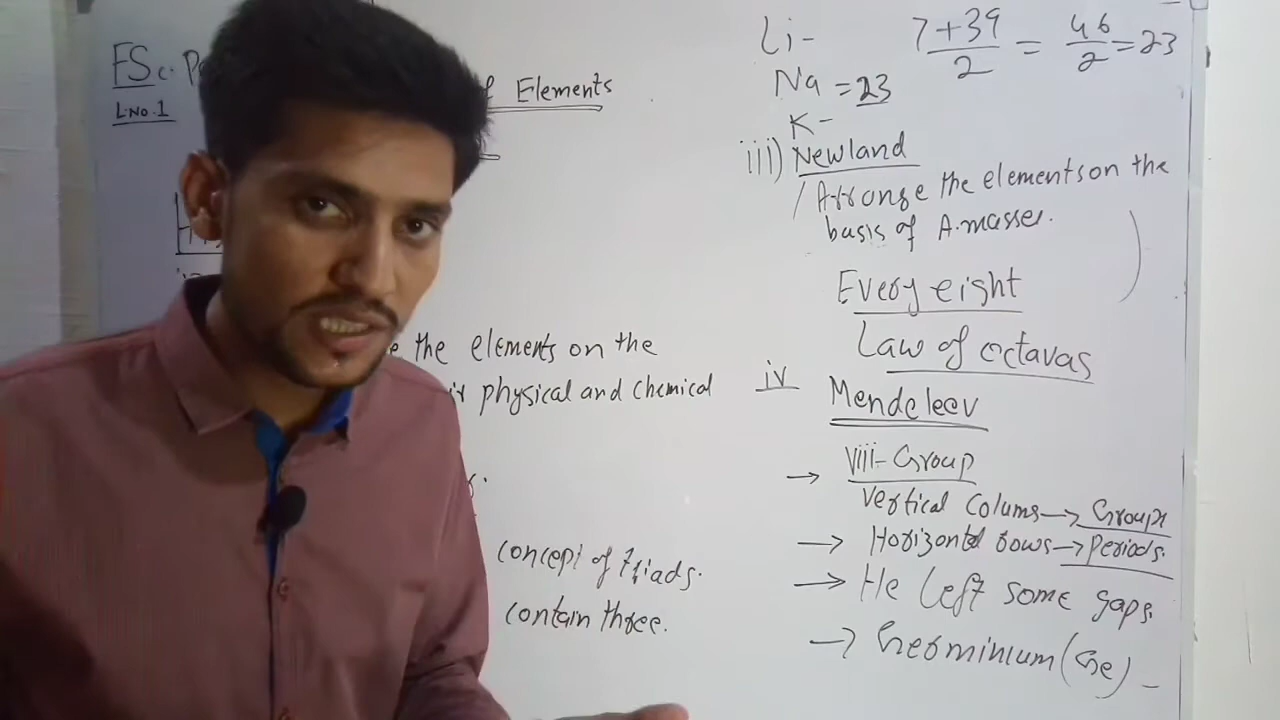 FSc. P
L.No.1
f Elements
e the elements on the
ir physical and chemical
concept of triads.
contain three.
Li- 7+39/2 = 46/2 = 23
Na = 23
K-
iii) Newland
Arrange the elements on the
basis of A.masses.
Every eight
Law of octavas
iv Mendeleev
→ viii-Group
vertical Colums → Groups
→ Horizontal rows → Periods.
→ He left some gaps.
→ Germinium (Ge) -